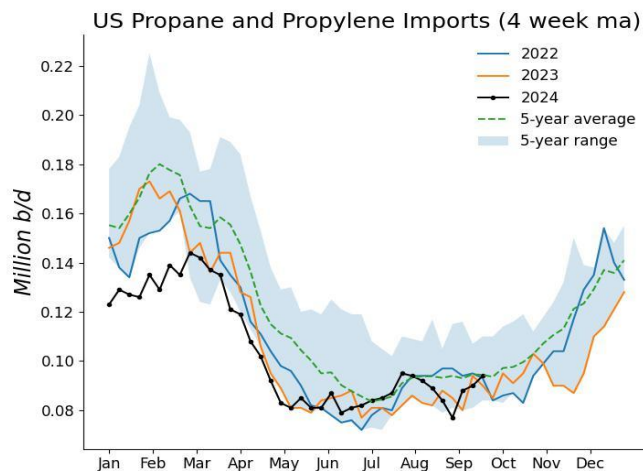 US Propane and Propylene Imports (4 week ma)
2022
2023
2024
5-year average
5-year range
Million b/d
0.22
0.20
0.18
0.16
0.14
0.12
0.10
0.08
Jan Feb Mar Apr May Jun Jul Aug Sep Oct Nov Dec